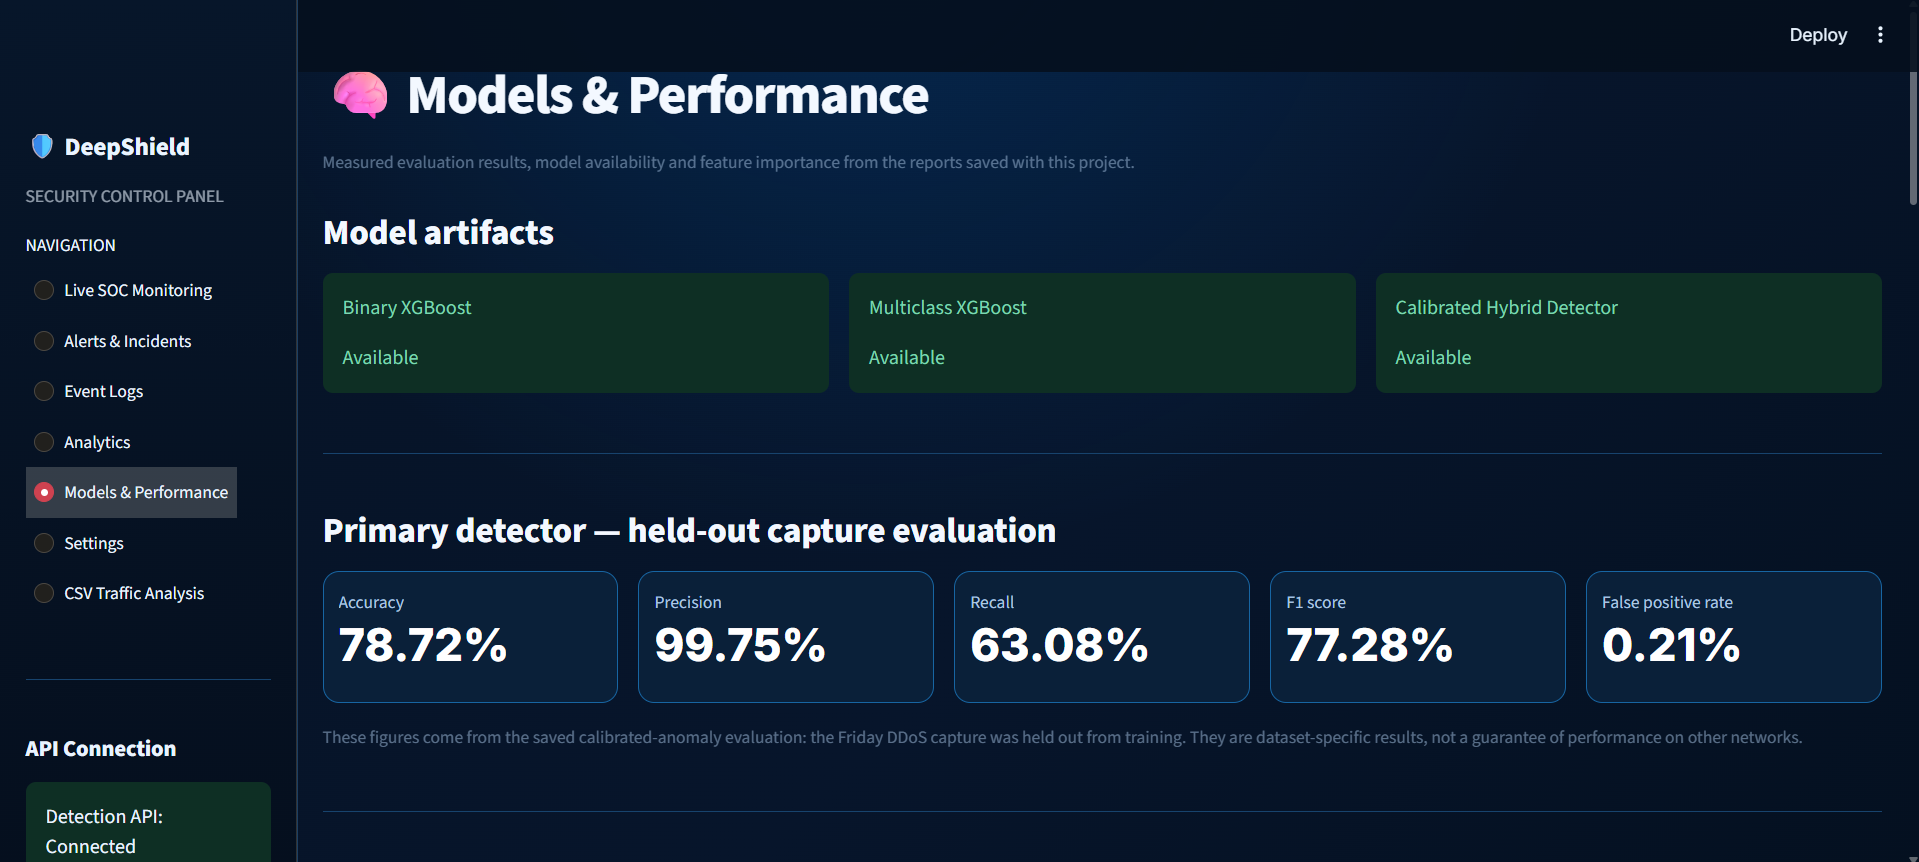 Deploy
DeepShield
SECURITY CONTROL PANEL
NAVIGATION
Live SOC Monitoring
Alerts & Incidents
Event Logs
Analytics
Models & Performance
Settings
CSV Traffic Analysis
API Connection
Detection API:
Connected
Models & Performance
Measured evaluation results, model availability and feature importance from the reports saved with this project.
Model artifacts
Binary XGBoost
Available
Multiclass XGBoost
Available
Calibrated Hybrid Detector
Available
Primary detector — held-out capture evaluation
Accuracy
78.72%
Precision
99.75%
Recall
63.08%
F1 score
77.28%
False positive rate
0.21%
These figures come from the saved calibrated-anomaly evaluation: the Friday DDoS capture was held out from training. They are dataset-specific results, not a guarantee of performance on other networks.